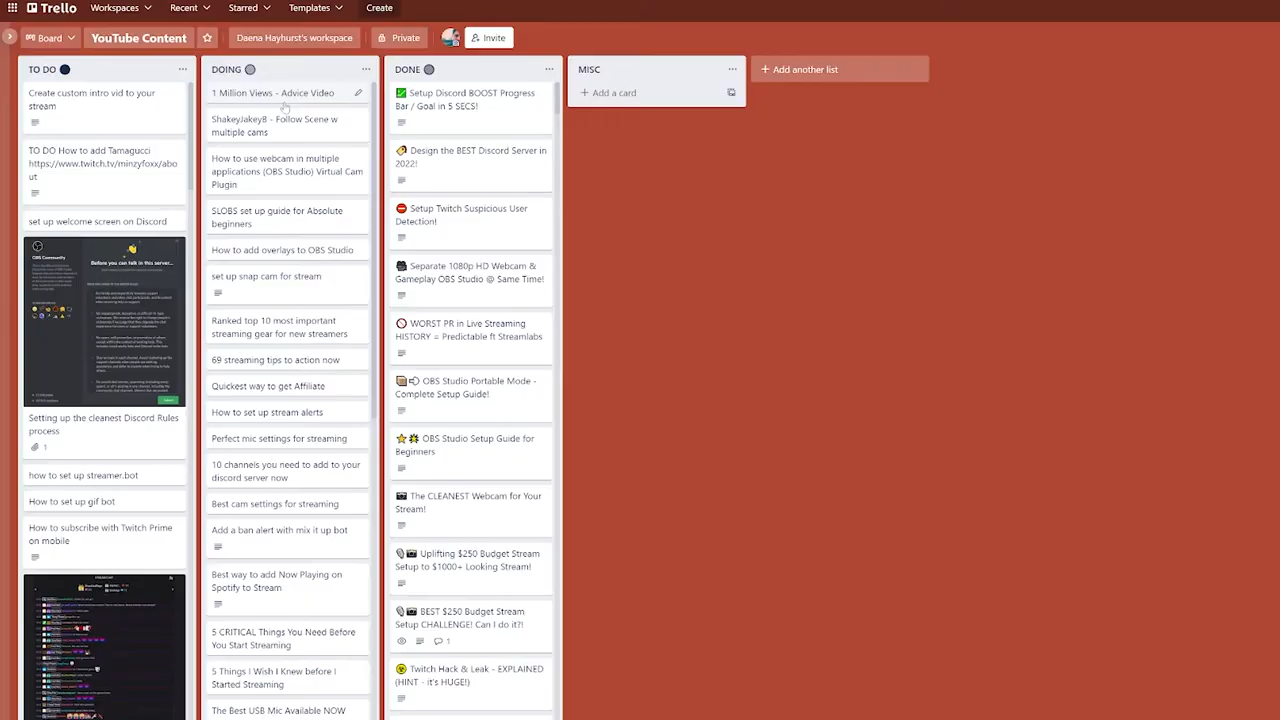 Trello
Workspaces
Recent
Starred
Templates
Create
Board
YouTube Content
Daena Hayhurst's workspace
Private
Invite
TO DO
Create custom intro vid to your
stream
TO DO How to add Tamagucci
https://www.twitch.tv/minzyfoxx/abo
ut
set up welcome screen on Discord
OBS Community
Before you can talk in this server...
Setting up the cleanest Discord Rules
process
1
how to set up streamer.bot
How to set up gif bot
How to subscribe with Twitch Prime
on mobile
DOING
1 Million Views - Advice Video
ShakeyJakeyB - Follow Scene w
multiple cams
How to use webcam in multiple
applications (OBS Studio) Virtual Cam
Plugin
SLOBS set up guide for Absolute
beginners
How to add overlays to OBS Studio
set up snap cam for stream
Ranked top 10 most important
streaming gear for new streamers
69 streaming tips to action now
Quickest way to get Affiliate
How to set up stream alerts
Perfect mic settings for streaming
10 channels you need to add to your
discord server now
Best cam settings for streaming
Add a ban alert with mix it up bot
Best way to add Now Playing on
Spotify to Stream
CRITICAL Things You Need Before
Streaming
5 things I Wish I Knew before
Streaming
The Best USB Mic Available NOW
DONE
Setup Discord BOOST Progress
Bar / Goal in 5 SECS!
Design the BEST Discord Server in
2022!
Setup Twitch Suspicious User
Detection!
Separate 1080p HD Webcam &
Gameplay OBS Studio @ Same Time!
WORST PR in Live Streaming
HISTORY = Predictable ft Streamlabs
OBS Studio Portable Mode -
Complete Setup Guide!
OBS Studio Setup Guide for
Beginners
The CLEANEST Webcam for Your
Stream!
Uplifting $250 Budget Stream
Setup to $1000+ Looking Stream!
BEST $250 Budget Stream
Setup CHALLENGE! Can I do it?!
1
Twitch Hack & Leak - EXPLAINED
(HINT - it's HUGE!)
MISC
+ Add a card
+ Add another list